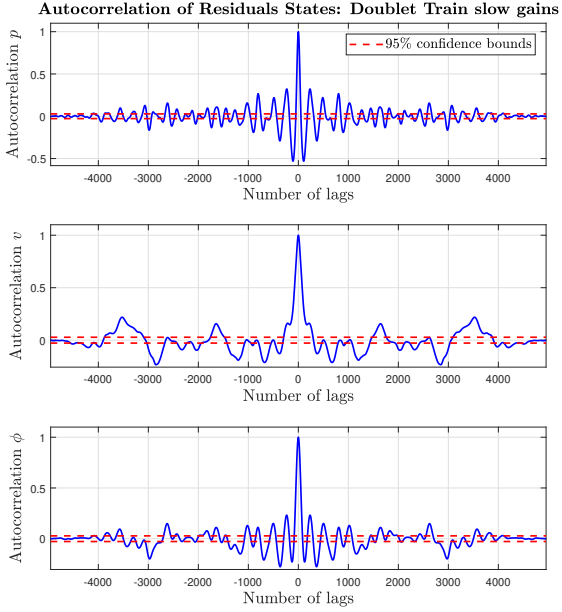 Autocorrelation of Residuals States: Doublet Train slow gains
95% confidence bounds
Autocorrelation p
1
0.5
0
-0.5
-4000 -3000 -2000 -1000 0 1000 2000 3000 4000
Number of lags
Autocorrelation v
1
0.5
0
-4000 -3000 -2000 -1000 0 1000 2000 3000 4000
Number of lags
Autocorrelation ϕ
1
0.5
0
-4000 -3000 -2000 -1000 0 1000 2000 3000 4000
Number of lags